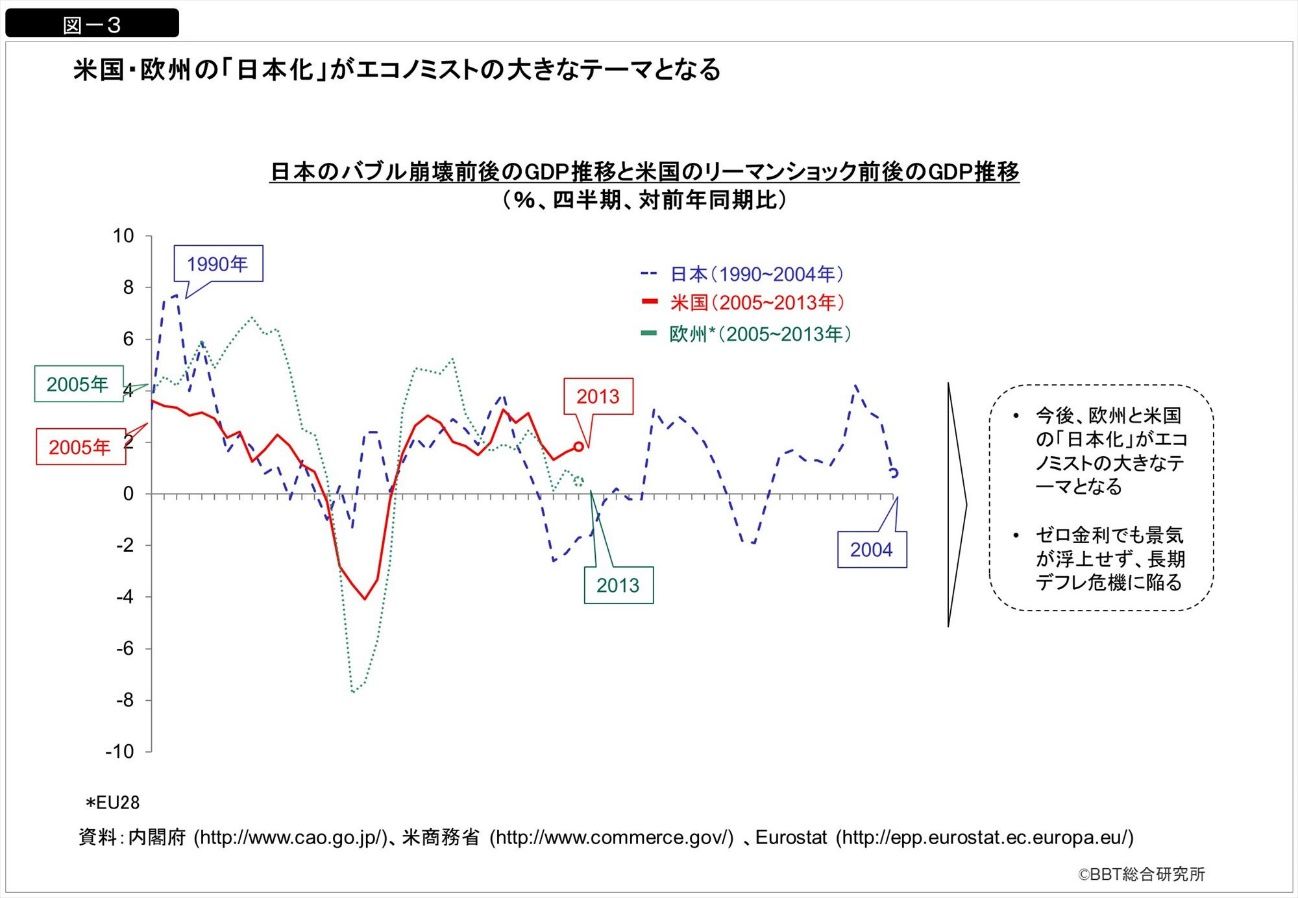 図－３
米国・欧州の「日本化」がエコノミストの大きなテーマとなる
日本のバブル崩壊前後のGDP推移と米国のリーマンショック前後のGDP推移
（％、四半期、対前年同期比）
10
8
6
4
2
0
-2
-4
-6
-8
-10
1990年
2005年
2005年
日本（1990~2004年）
米国（2005~2013年）
欧州*（2005~2013年）
2013
2013
2004
• 今後、欧州と米国
の「日本化」がエコ
ノミストの大きなテ
ーマとなる
• ゼロ金利でも景気
が浮上せず、長期
デフレ危機に陥る
*EU28
資料：内閣府 (http://www.cao.go.jp/)、米商務省 (http://www.commerce.gov/) 、Eurostat (http://epp.eurostat.ec.europa.eu/)
©BBT総合研究所